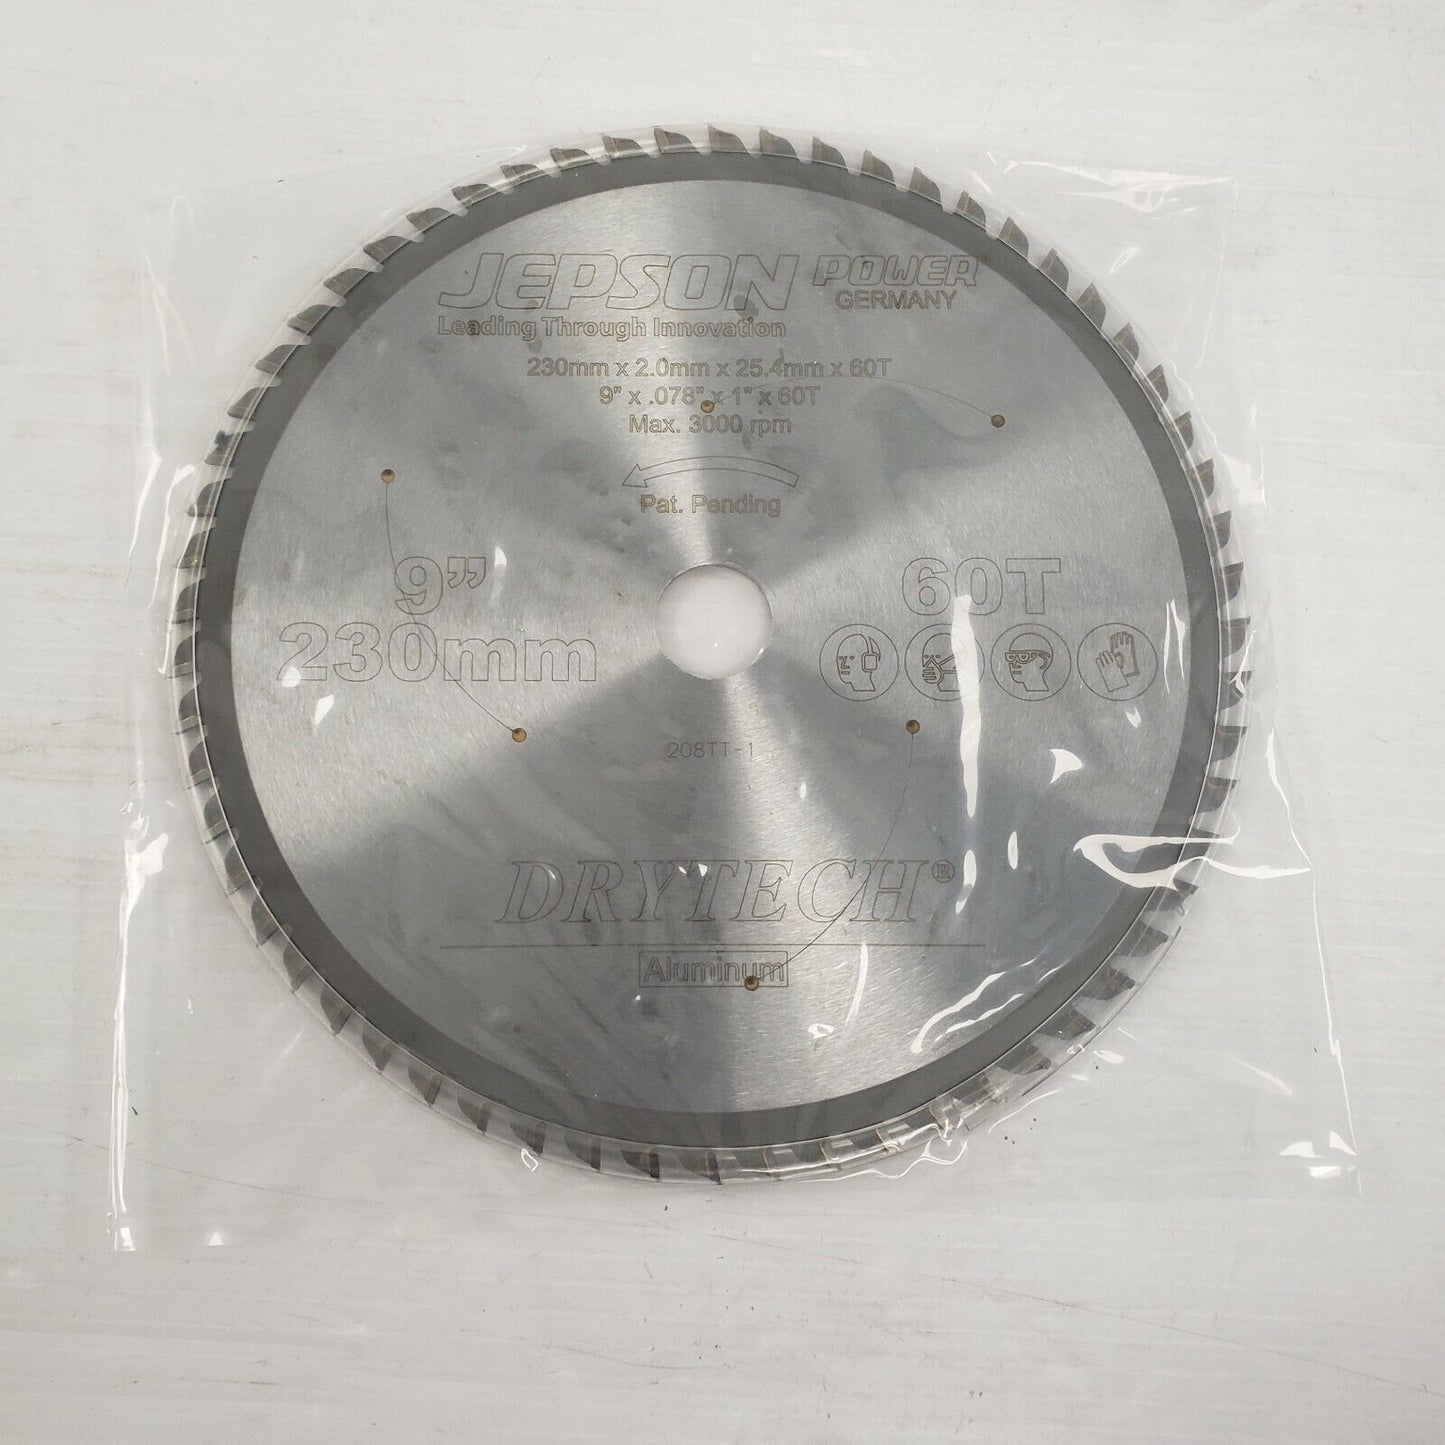 JEPSON POWER
GERMANY
Leading Through Innovation
230mm x 2.0mm x 25.4mm x 60T
9" x .078" x 1" x 60T
Max. 3000 rpm
Pat. Pending
9”
230mm
60T
208TT-1
DRYTECH®
Aluminum